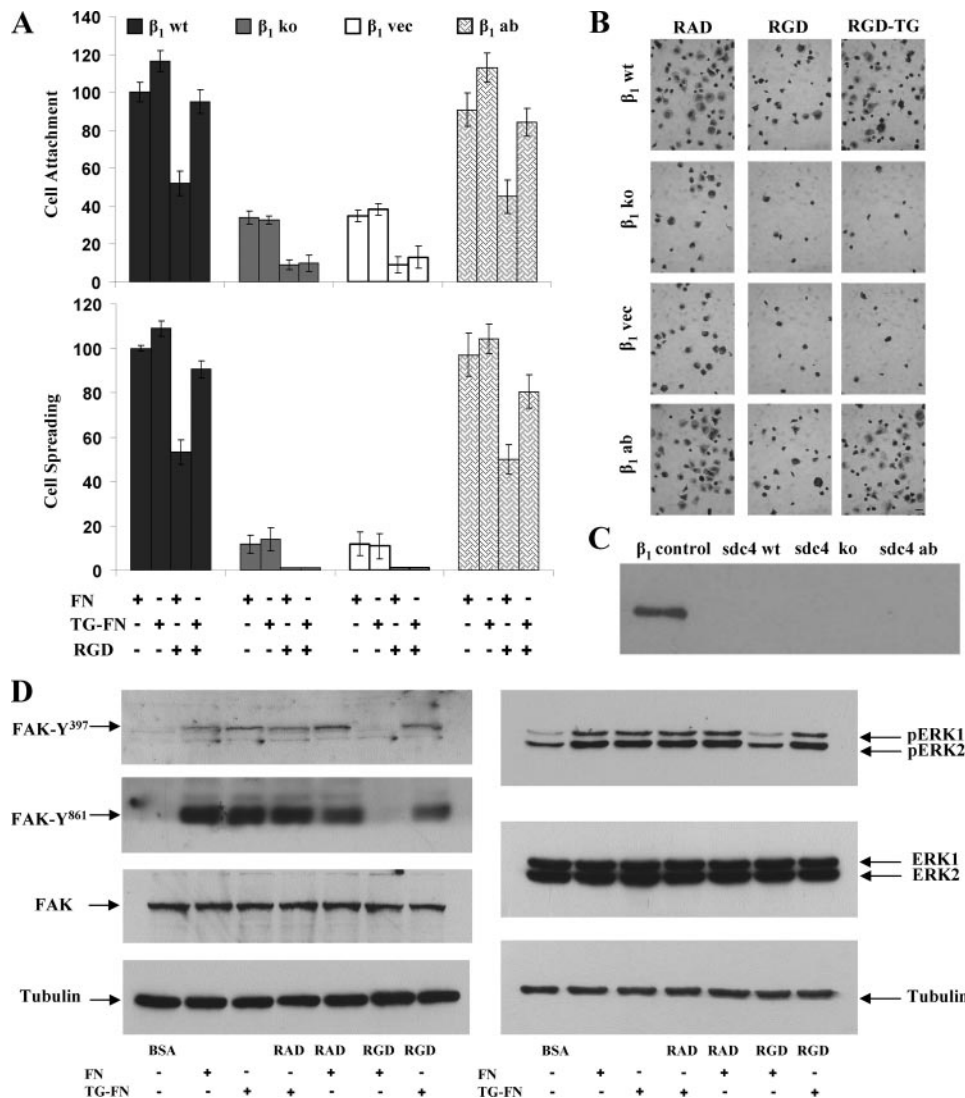 A
β₁ wt β₁ ko β₁ vec β₁ ab
Cell Attachment
140
120
100
80
60
40
20
0
Cell Spreading
120
100
80
60
40
20
0
FN + - + - + - + - + - + - + - + -
TG-FN - + - + - + - + - + - + - + - +
RGD - - + + - - + + - - + + - - + +
B
RAD RGD RGD-TG
β₁ wt
β₁ ko
β₁ vec
β₁ ab
C
β₁ control sdc4 wt sdc4 ko sdc4 ab
D
FAK-Y³⁹⁷
FAK-Y⁸⁶¹
FAK
Tubulin
BSA RAD RAD RGD RGD
FN - + - - + + -
TG-FN - - + + - - +
pERK1
pERK2
ERK1
ERK2
Tubulin
BSA RAD RAD RGD RGD
FN - + - - + + -
TG-FN - - + + - - +